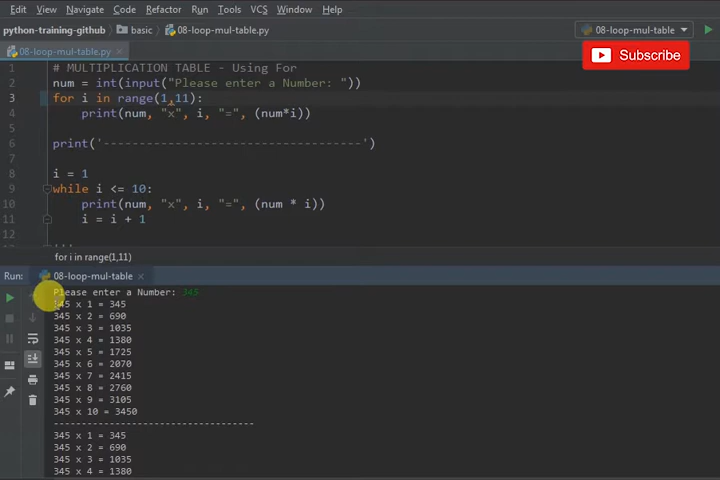 Edit View Navigate Code Refactor Run Tools VCS Window Help
python-training-github basic 08-loop-mul-table.py 08-loop-mul-table
08-loop-mul-table.py
Subscribe
1 # MULTIPLICATION TABLE - Using For
2 num = int(input("Please enter a Number: "))
3 for i in range(1,11):
4 print(num, "x", i, "=", (num*i))
5
6 print('----------------------------------')
7
8 i = 1
9 while i <= 10:
10 print(num, "x", i, "=", (num * i))
11 i = i + 1
12
'''
for i in range(1,11)
Run: 08-loop-mul-table
Please enter a Number: 345
345 x 1 = 345
345 x 2 = 690
345 x 3 = 1035
345 x 4 = 1380
345 x 5 = 1725
345 x 6 = 2070
345 x 7 = 2415
345 x 8 = 2760
345 x 9 = 3105
345 x 10 = 3450
----------------------------------
345 x 1 = 345
345 x 2 = 690
345 x 3 = 1035
345 x 4 = 1380